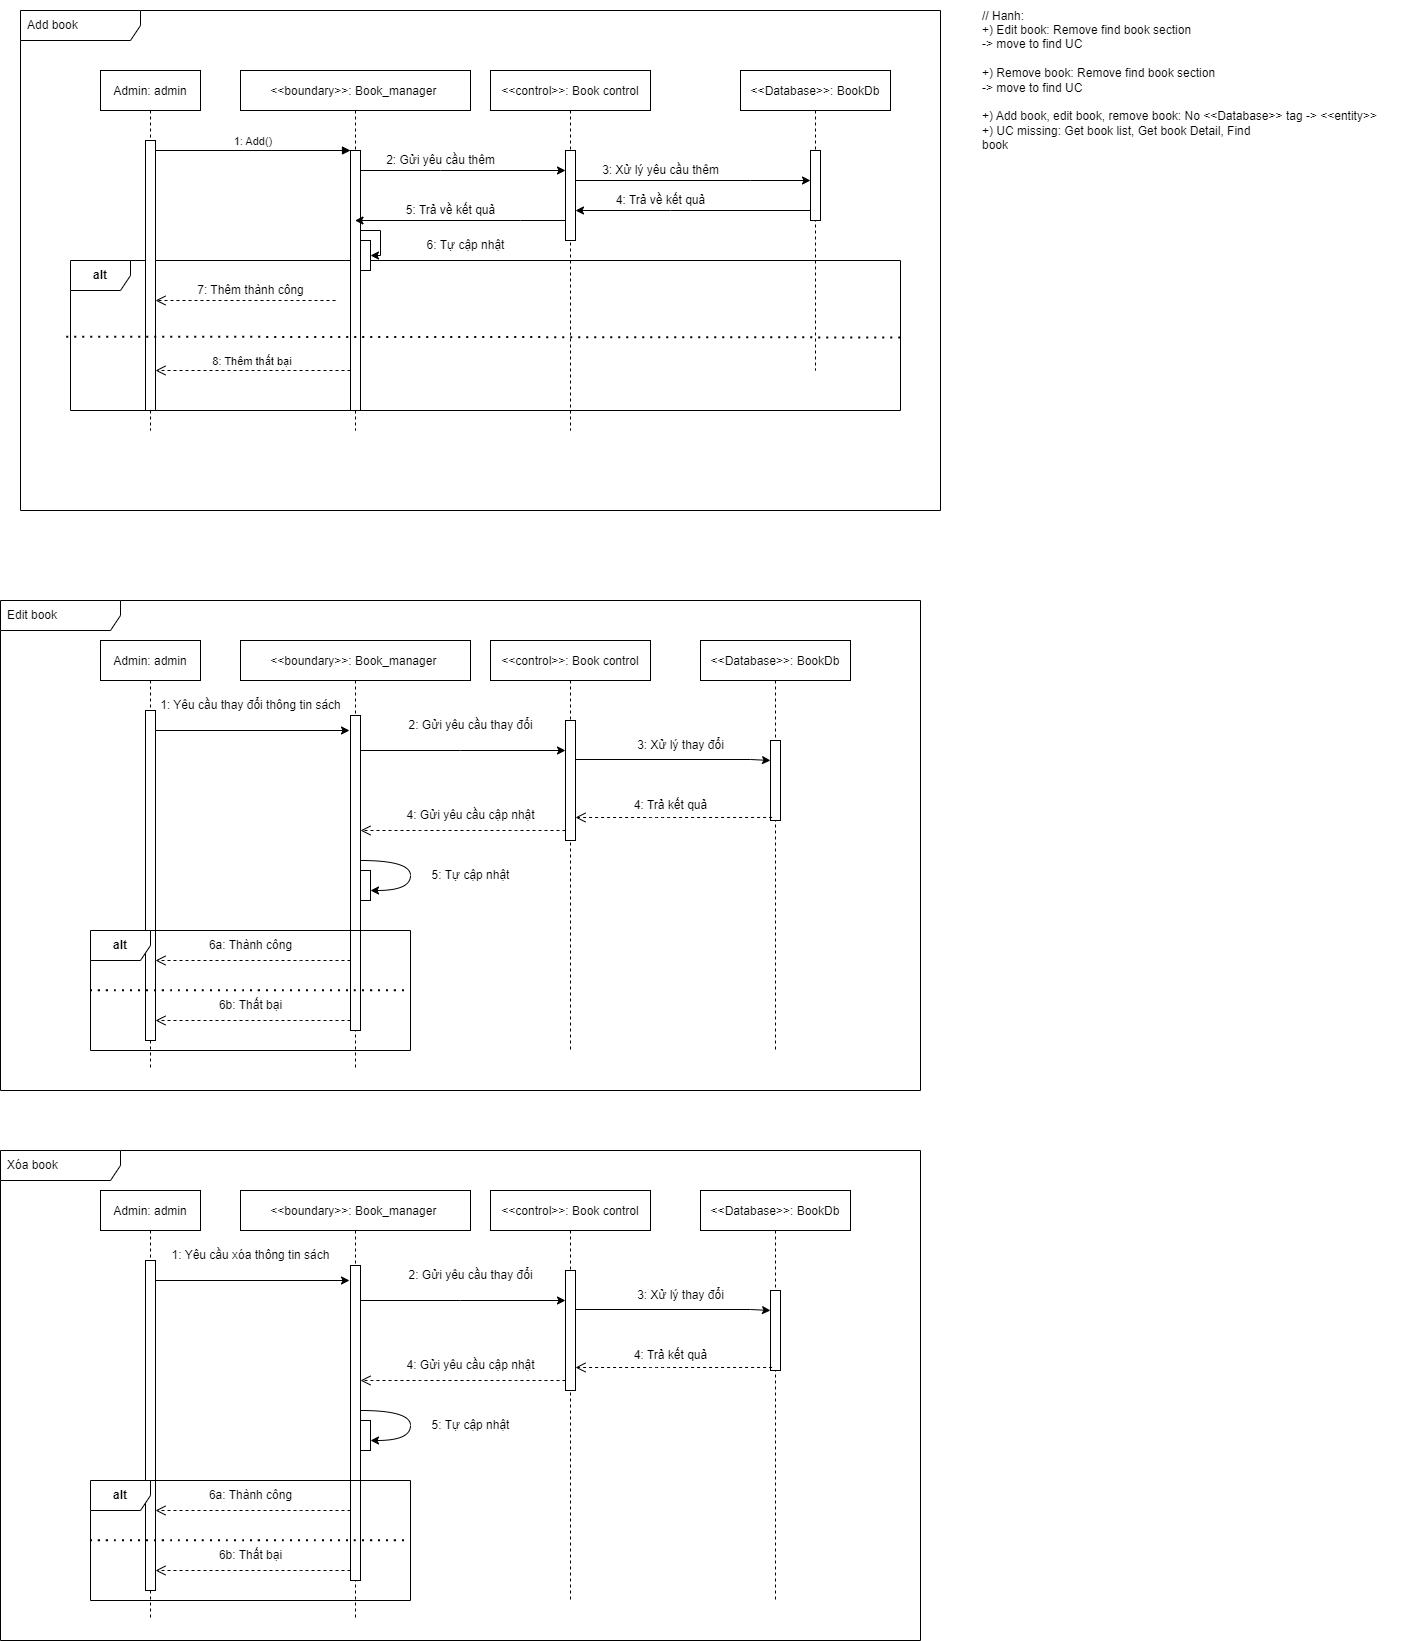 Add book
Admin: admin
<<boundary>>: Book_manager
<<control>>: Book control
<<Database>>: BookDb
1: Add()
2: Gửi yêu cầu thêm
3: Xử lý yêu cầu thêm
4: Trả về kết quả
5: Trả về kết quả
6: Tự cập nhật
alt
7: Thêm thành công
8: Thêm thất bại
// Hanh:
+) Edit book: Remove find book section
-> move to find UC
+) Remove book: Remove find book section
-> move to find UC
+) Add book, edit book, remove book: No <<Database>> tag -> <<entity>>
+) UC missing: Get book list, Get book Detail, Find
book
Edit book
Admin: admin
<<boundary>>: Book_manager
<<control>>: Book control
<<Database>>: BookDb
1: Yêu cầu thay đổi thông tin sách
2: Gửi yêu cầu thay đổi
3: Xử lý thay đổi
4: Trả kết quả
4: Gửi yêu cầu cập nhật
5: Tự cập nhật
alt
6a: Thành công
6b: Thất bại
Xóa book
Admin: admin
<<boundary>>: Book_manager
<<control>>: Book control
<<Database>>: BookDb
1: Yêu cầu xóa thông tin sách
2: Gửi yêu cầu thay đổi
3: Xử lý thay đổi
4: Trả kết quả
4: Gửi yêu cầu cập nhật
5: Tự cập nhật
alt
6a: Thành công
6b: Thất bại